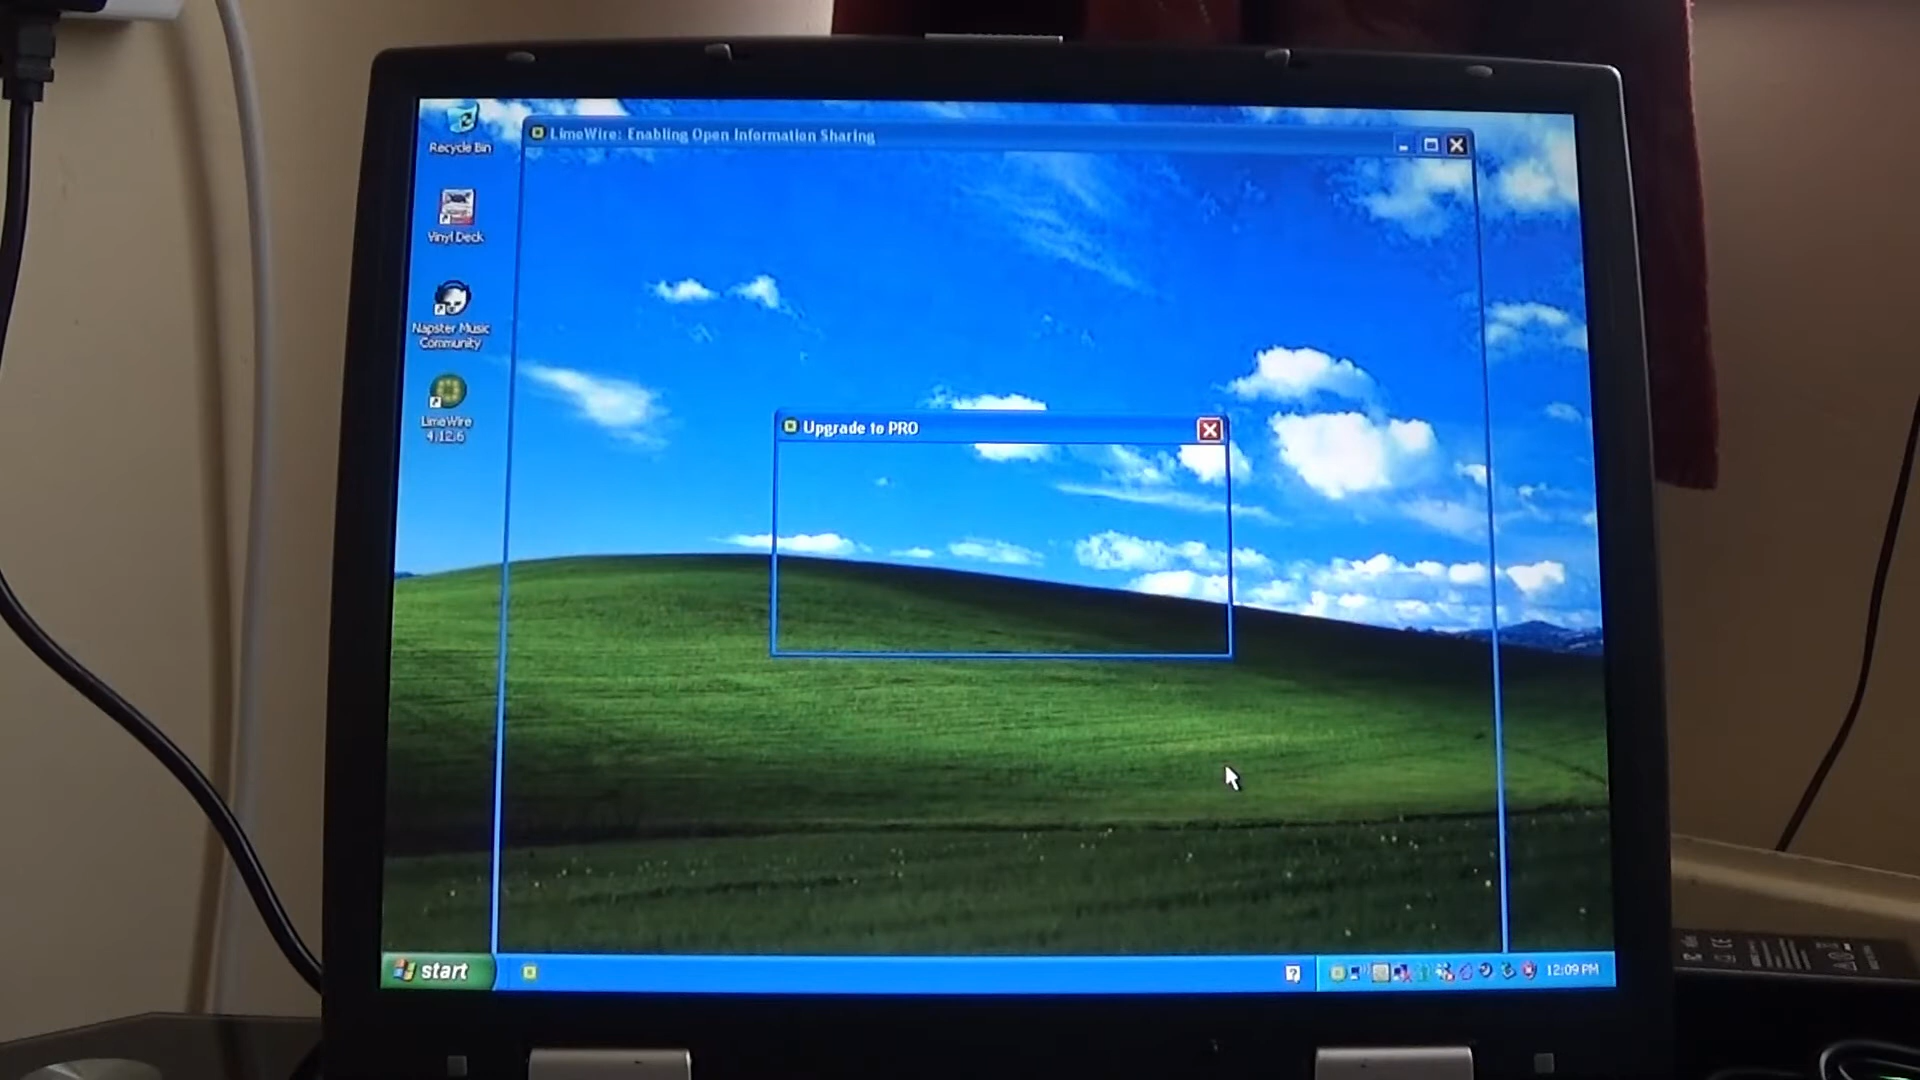 LimeWire: Enabling Open Information Sharing
Recycle Bin
Vinyl Deck
Napster Music
Community
LimeWire
4.12.6
Upgrade to PRO
start
12:09 PM